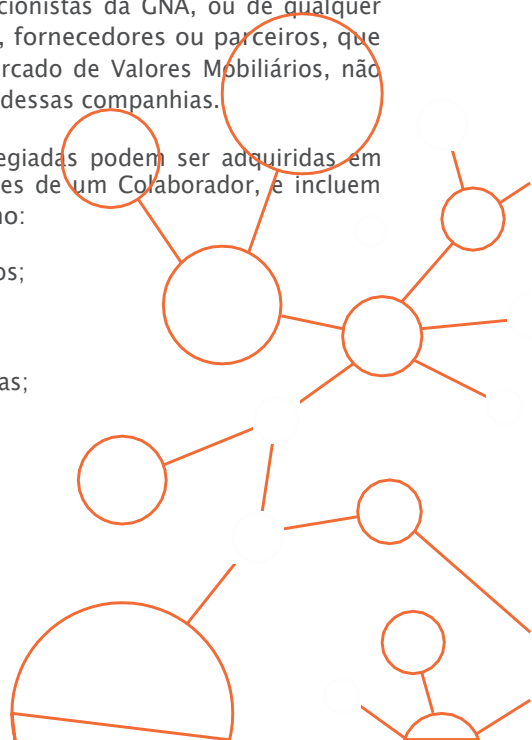 cionistas da GNA, ou de qualquer
, fornecedores ou parceiros, que
rcado de Valores Mobiliários, não
dessas companhias.
egiadas podem ser adquiridas em
es de um Colaborador, e incluem
no:
os;
as;